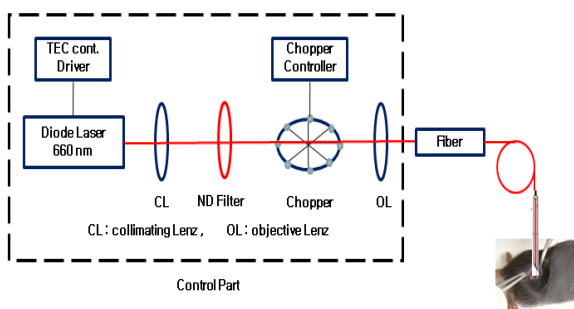 TEC cont.
Driver
Chopper
Controller
Diode Laser
660 nm
Fiber
CL
ND Filter
Chopper
OL
CL : collimating Lenz , OL : objective Lenz
Control Part